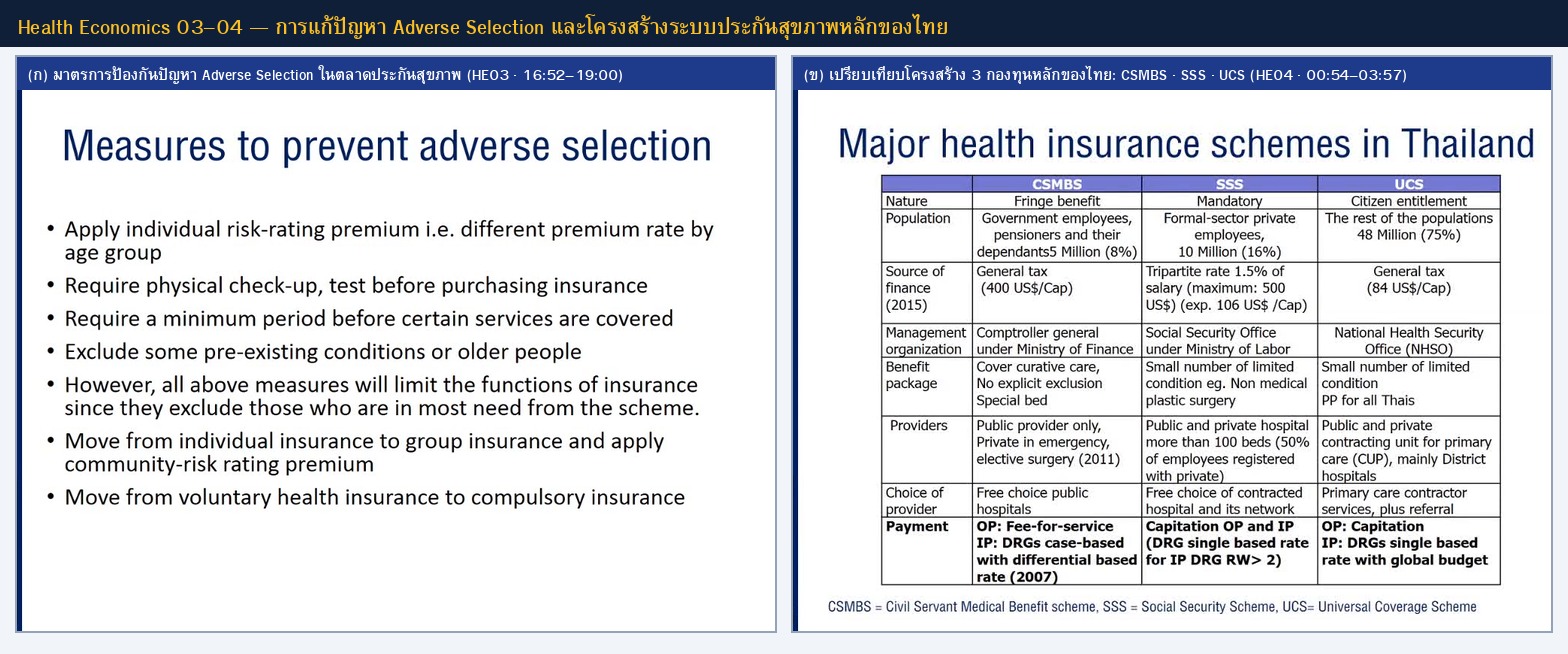 Health Economics 03–04 — การแก้ปัญหา Adverse Selection และโครงสร้างระบบประกันสุขภาพหลักของไทย
(ก) มาตรการป้องกันปัญหา Adverse Selection ในตลาดประกันสุขภาพ (HE03 · 16:52–19:00)
Measures to prevent adverse selection
• Apply individual risk-rating premium i.e. different premium rate by
age group
• Require physical check-up, test before purchasing insurance
• Require a minimum period before certain services are covered
• Exclude some pre-existing conditions or older people
• However, all above measures will limit the functions of insurance
since they exclude those who are in most need from the scheme.
• Move from individual insurance to group insurance and apply
community-risk rating premium
• Move from voluntary health insurance to compulsory insurance
(ข) เปรียบเทียบโครงสร้าง 3 กองทุนหลักของไทย: CSMBS · SSS · UCS (HE04 · 00:54–03:57)
Major health insurance schemes in Thailand
CSMBS SSS UCS
Nature Fringe benefit Mandatory Citizen entitlement
Population Government employees, Formal-sector private The rest of the populations
pensioners and their employees, 48 Million (75%)
dependants5 Million (8%) 10 Million (16%)
Source of General tax Tripartite rate 1.5% of General tax
finance (400 US$/Cap) salary (maximum: 500 (84 US$/Cap)
(2015) US$) (exp. 106 US$ /Cap)
Management Comptroller general Social Security Office National Health Security
organization under Ministry of Finance under Ministry of Labor Office (NHSO)
Benefit Cover curative care, Small number of limited Small number of limited
package No explicit exclusion condition eg. Non medical condition
Special bed plastic surgery PP for all Thais
Providers Public provider only, Public and private hospital Public and private
Private in emergency, more than 100 beds (50% contracting unit for primary
elective surgery (2011) of employees registered care (CUP), mainly District
with private) hospitals
Choice of Free choice public Free choice of contracted Primary care contractor
provider hospitals hospital and its network services, plus referral
Payment OP: Fee-for-service Capitation OP and IP OP: Capitation
IP: DRGs case-based (DRG single based rate IP: DRGs single based
with differential based for IP DRG RW> 2) rate with global budget
rate (2007)
CSMBS = Civil Servant Medical Benefit scheme, SSS = Social Security Scheme, UCS= Universal Coverage Scheme